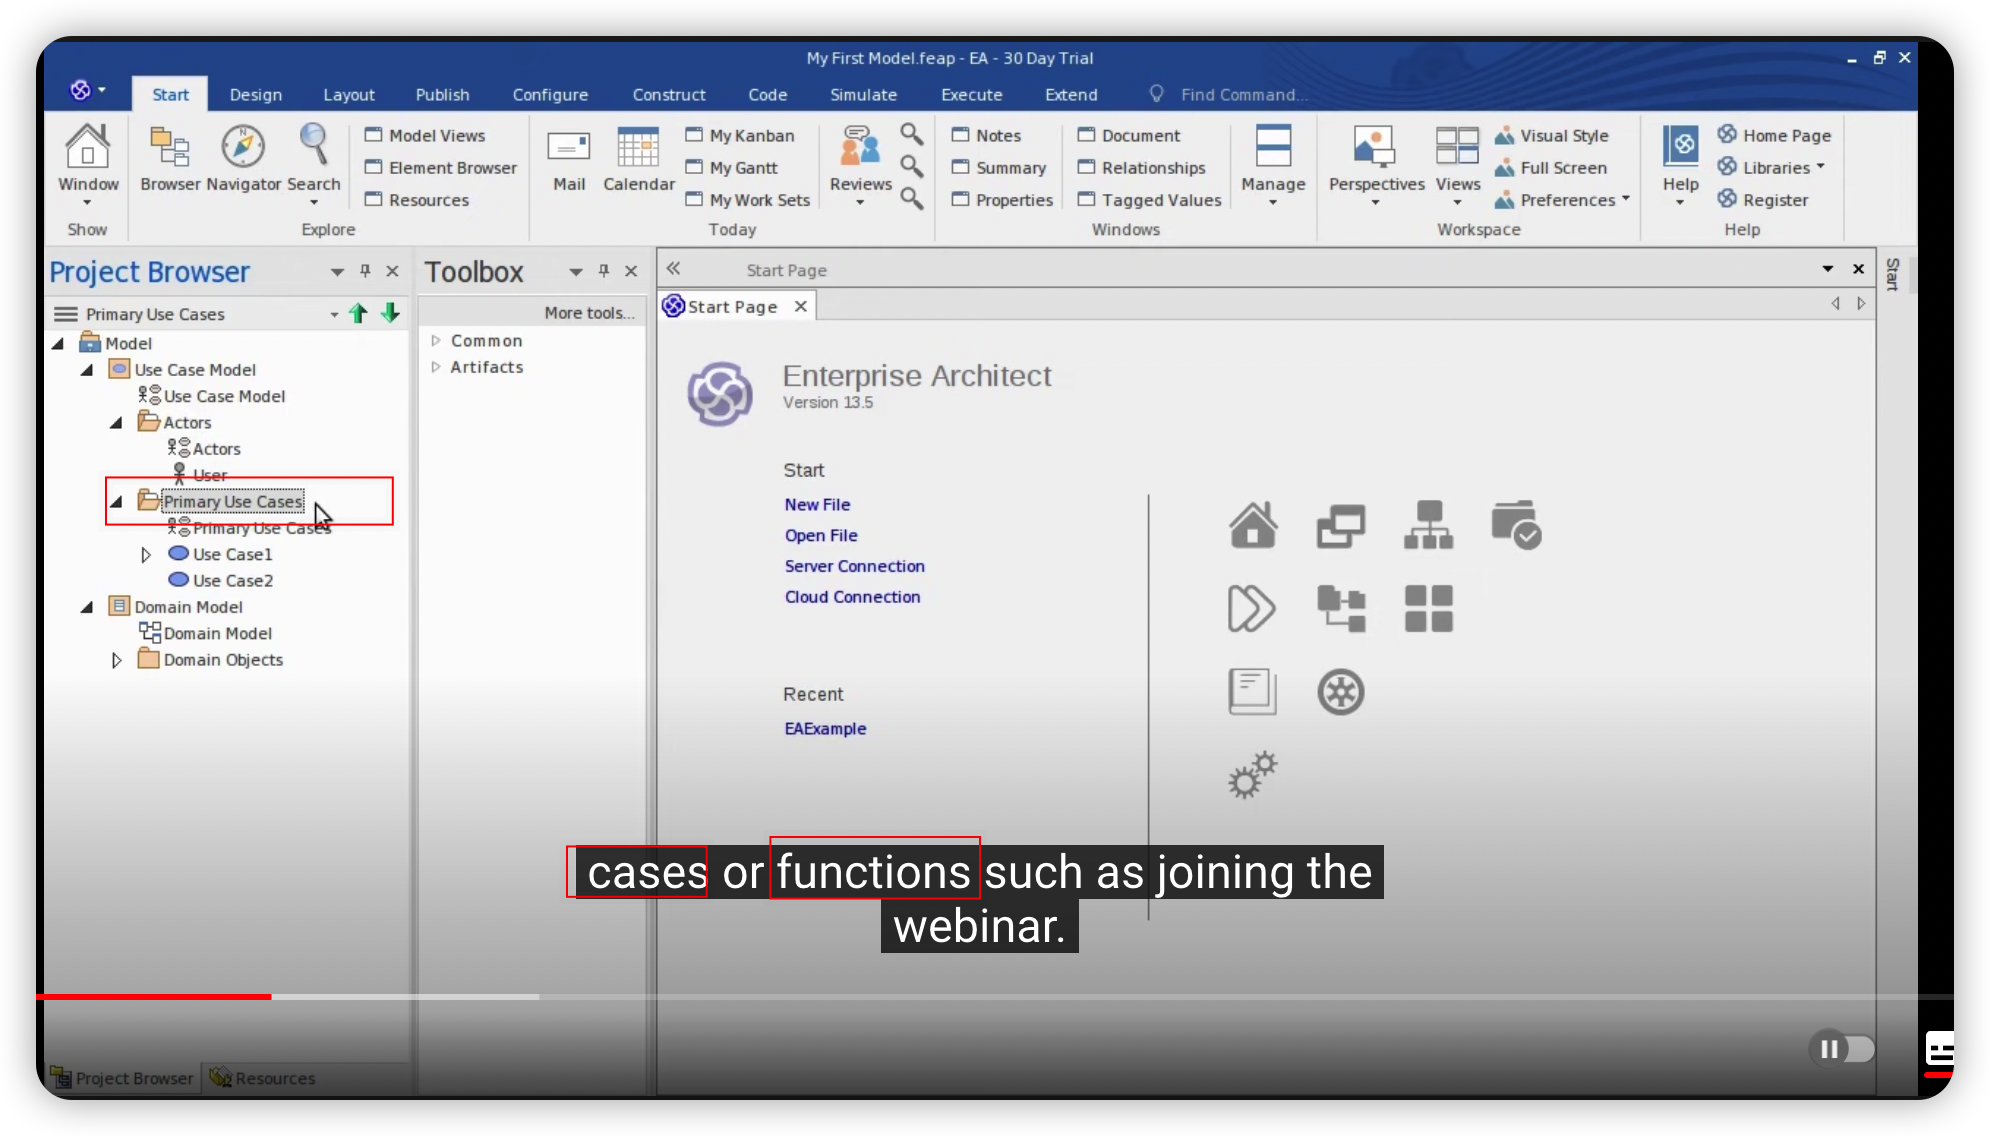 My First Model.feap - EA - 30 Day Trial
Start Design Layout Publish Configure Construct Code Simulate Execute Extend Find Command...
Window
Show
Browser Navigator Search
Model Views
Element Browser
Resources
Explore
Mail Calendar
My Kanban
My Gantt
My Work Sets
Reviews
Today
Notes
Summary
Properties
Document
Relationships
Tagged Values
Manage
Windows
Perspectives Views
Visual Style
Full Screen
Preferences
Workspace
Help
Home Page
Libraries
Register
Help
Project Browser
Primary Use Cases
Model
Use Case Model
Use Case Model
Actors
Actors
User
Primary Use Cases
Primary Use Cases
Use Case1
Use Case2
Domain Model
Domain Model
Domain Objects
Project Browser
Resources
Toolbox
More tools...
Common
Artifacts
Start Page
Start Page
Start
Enterprise Architect
Version 13.5
Start
New File
Open File
Server Connection
Cloud Connection
Recent
EAExample
cases or functions such as joining the
webinar.